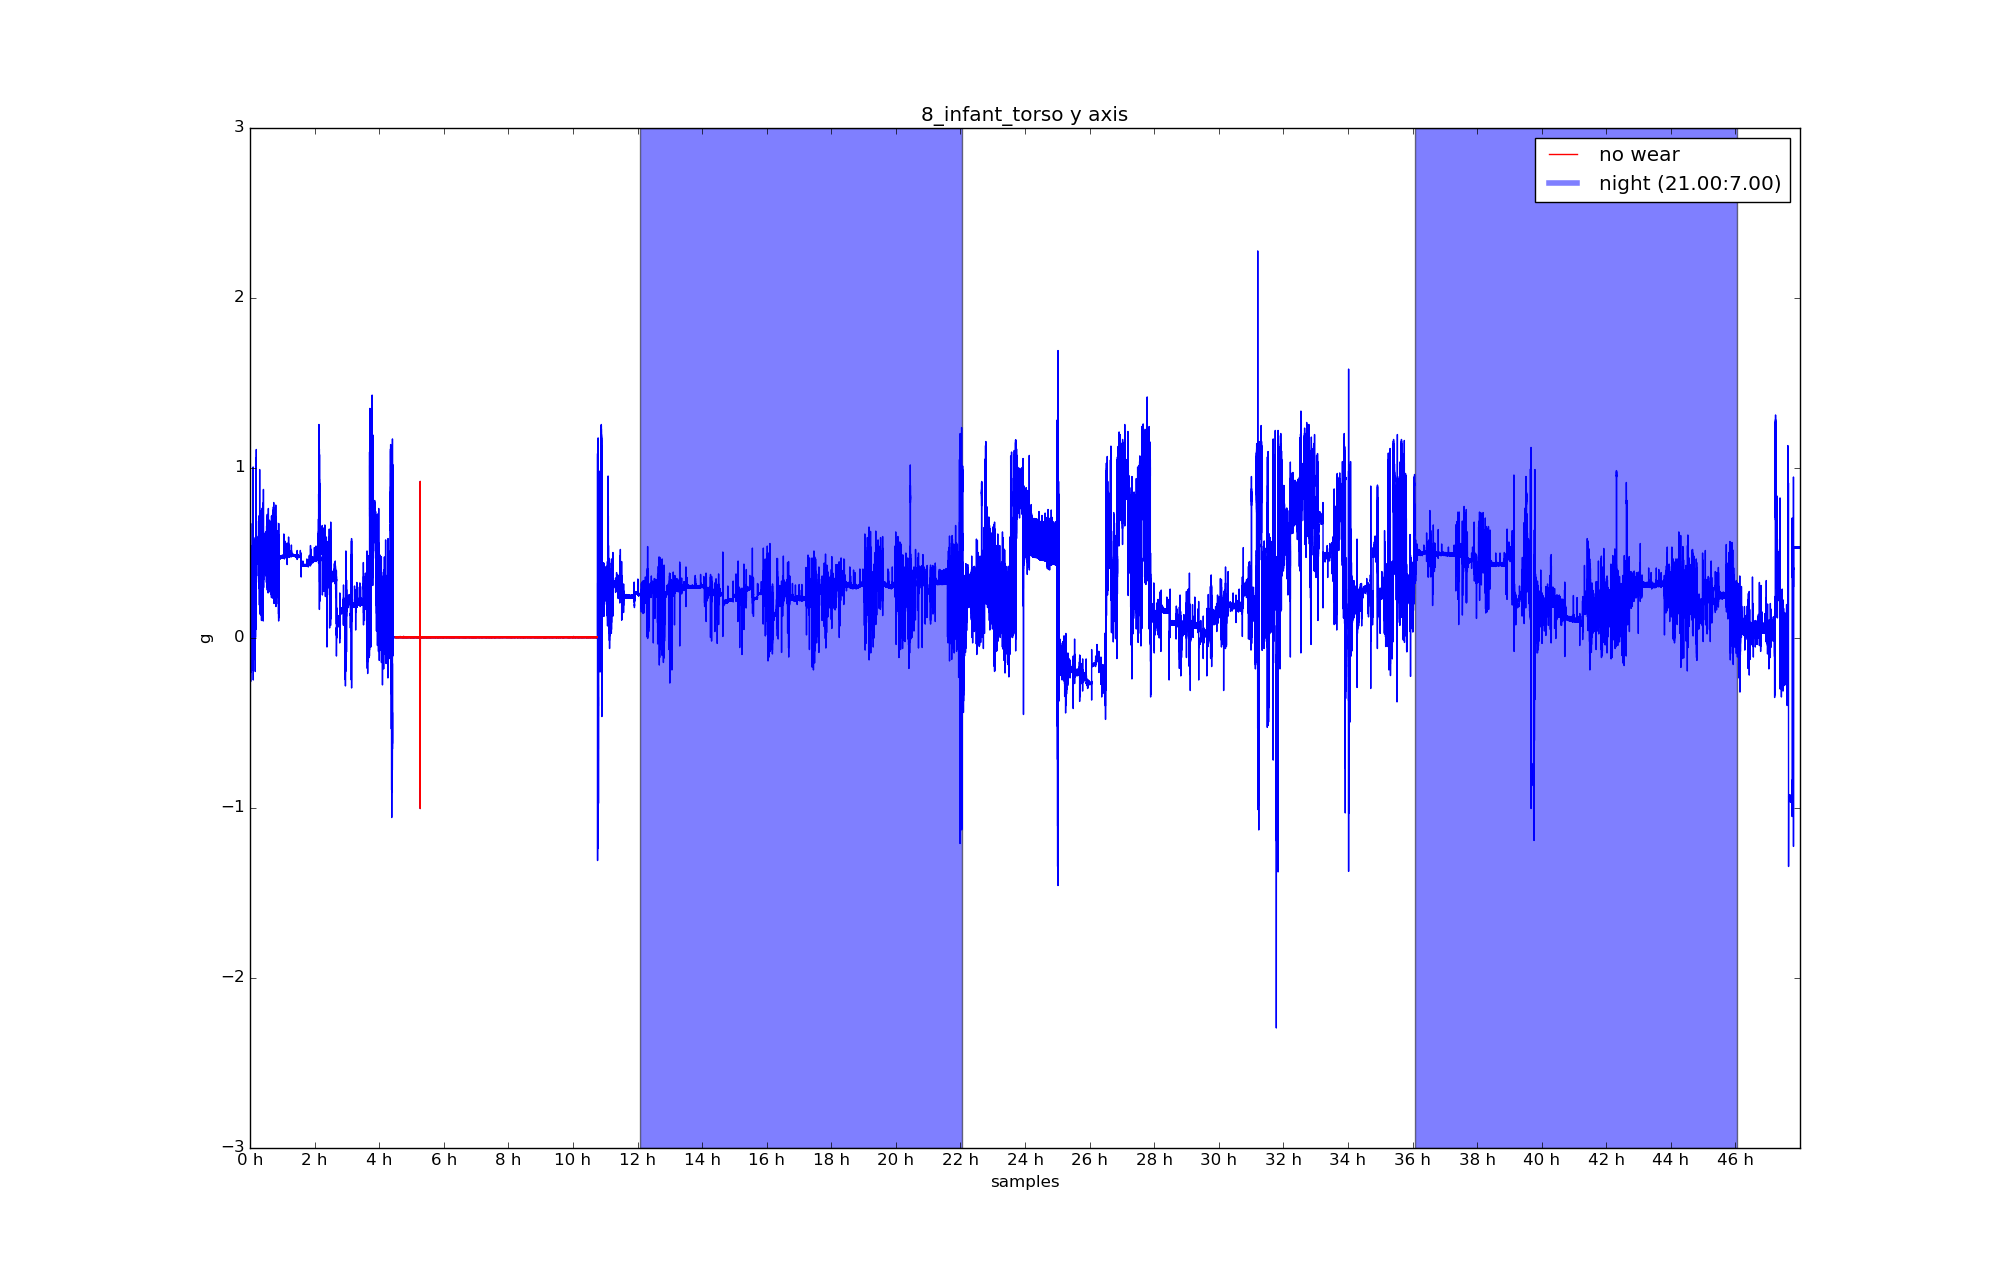 8_infant_torso y axis
no wear
night (21.00:7.00)
3
2
1
0
−1
−2
−3
g
0 h 2 h 4 h 6 h 8 h 10 h 12 h 14 h 16 h 18 h 20 h 22 h 24 h 26 h 28 h 30 h 32 h 34 h 36 h 38 h 40 h 42 h 44 h 46 h
samples